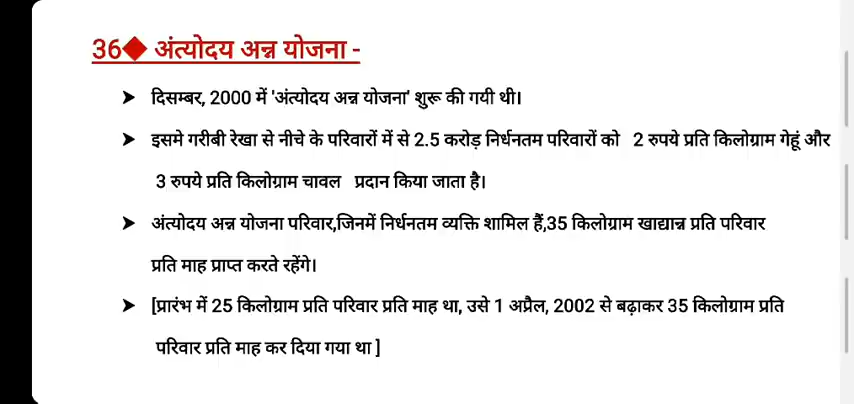 36◆ अंत्योदय अन्न योजना -
➤ दिसम्बर, 2000 में 'अंत्योदय अन्न योजना' शुरू की गयी थी।
➤ इसमे गरीबी रेखा से नीचे के परिवारों में से 2.5 करोड़ निर्धनतम परिवारों को 2 रुपये प्रति किलोग्राम गेहूं और
3 रुपये प्रति किलोग्राम चावल प्रदान किया जाता है।
➤ अंत्योदय अन्न योजना परिवार,जिनमें निर्धनतम व्यक्ति शामिल हैं,35 किलोग्राम खाद्यान्न प्रति परिवार
प्रति माह प्राप्त करते रहेंगे।
➤ [प्रारंभ में 25 किलोग्राम प्रति परिवार प्रति माह था, उसे 1 अप्रैल, 2002 से बढ़ाकर 35 किलोग्राम प्रति
परिवार प्रति माह कर दिया गया था ]